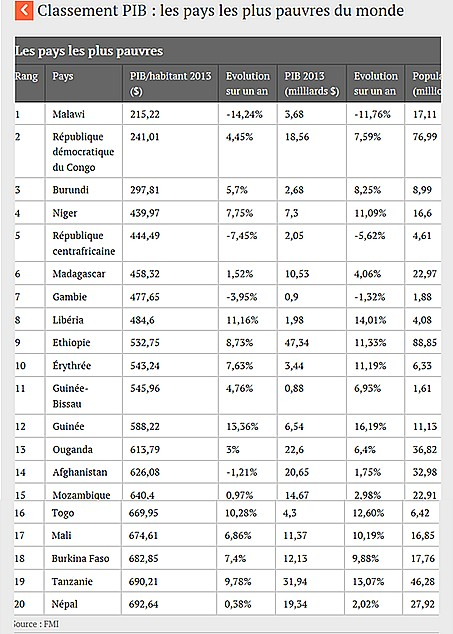 Classement PIB : les pays les plus pauvres du monde
Les pays les plus pauvres
Rang Pays PIB/habitant 2013 ($) Evolution sur un an PIB 2013 (milliards $) Evolution sur un an Popula (millio
1 Malawi 215,22 -14,24% 3,68 -11,76% 17,11
2 République démocratique du Congo 241,01 4,45% 18,56 7,59% 76,99
3 Burundi 297,81 5,7% 2,68 8,25% 8,99
4 Niger 439,97 7,75% 7,3 11,09% 16,6
5 République centrafricaine 444,49 -7,45% 2,05 -5,62% 4,61
6 Madagascar 458,32 1,52% 10,53 4,06% 22,97
7 Gambie 477,65 -3,95% 0,9 -1,32% 1,88
8 Libéria 484,6 11,16% 1,98 14,01% 4,08
9 Ethiopie 532,75 8,73% 47,34 11,33% 88,85
10 Érythrée 543,24 7,63% 3,44 11,19% 6,33
11 Guinée-Bissau 545,96 4,76% 0,88 6,93% 1,61
12 Guinée 588,22 13,36% 6,54 16,19% 11,13
13 Ouganda 613,79 3% 22,6 6,4% 36,82
14 Afghanistan 626,08 -1,21% 20,65 1,75% 32,98
15 Mozambique 640,4 0,97% 14,67 2,98% 22,91
16 Togo 669,95 10,28% 4,3 12,60% 6,42
17 Mali 674,61 6,86% 11,37 10,19% 16,85
18 Burkina Faso 682,85 7,4% 12,13 9,88% 17,76
19 Tanzanie 690,21 9,78% 31,94 13,07% 46,28
20 Népal 692,64 0,38% 19,34 2,02% 27,92
Source : FMI